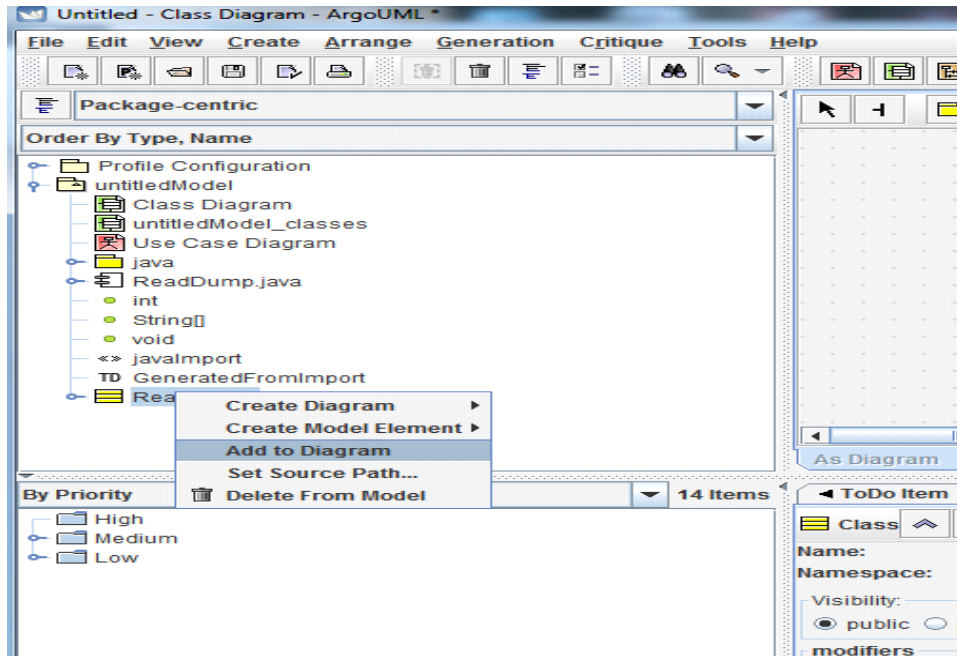 Untitled - Class Diagram - ArgoUML *
File Edit View Create Arrange Generation Critique Tools Help
Package-centric
Order By Type, Name
Profile Configuration
untitledModel
Class Diagram
untitledModel_classes
Use Case Diagram
java
ReadDump.java
int
String[]
void
«» javaImport
TD GeneratedFromImport
Rea
Create Diagram
Create Model Element
Add to Diagram
Set Source Path...
Delete From Model
As Diagram
By Priority 14 Items
High
Medium
Low
ToDo Item
Class
Name:
Namespace:
Visibility:
public
modifiers